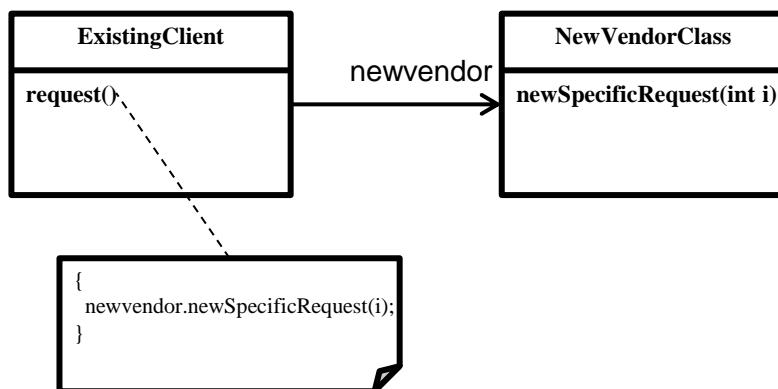 ExistingClient
request()
newvendor
NewVendorClass
newSpecificRequest(int i)
{
newvendor.newSpecificRequest(i);
}